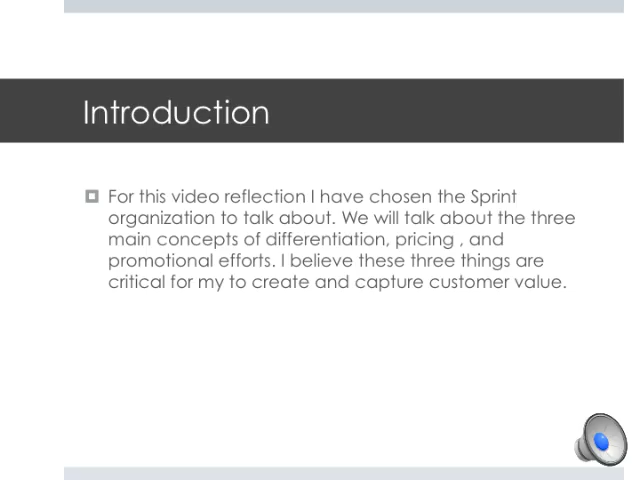 Introduction
For this video reflection I have chosen the Sprint
organization to talk about. We will talk about the three
main concepts of differentiation, pricing , and
promotional efforts. I believe these three things are
critical for my to create and capture customer value.